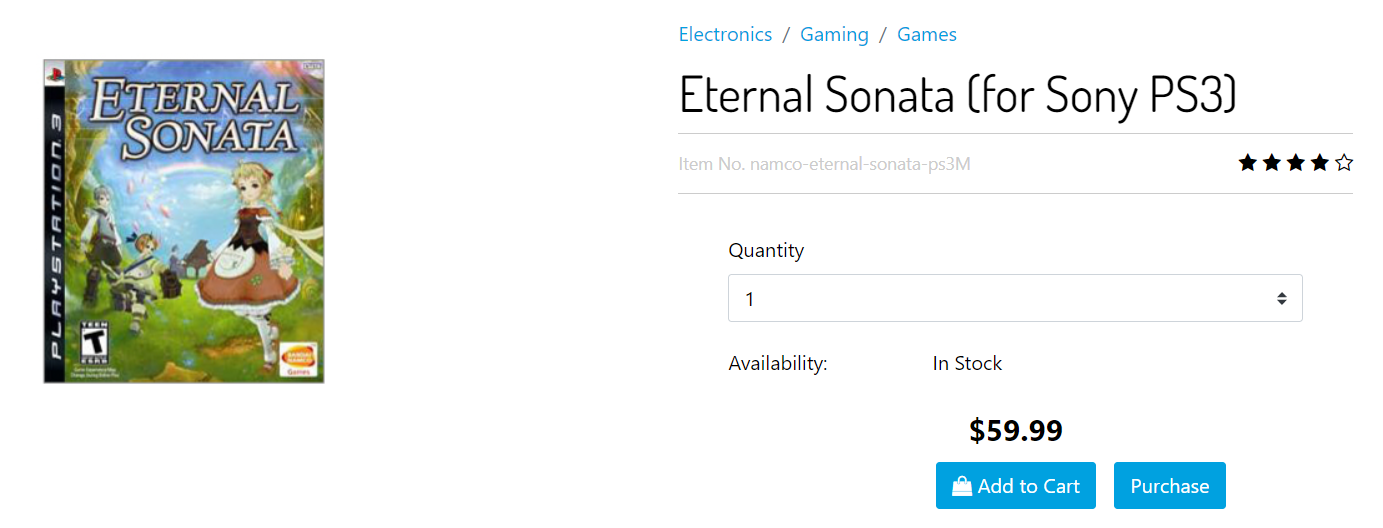 PLAYSTATION 3
ETERNAL
SONATA
TEEN
T
ESRB
BANDAI
NAMCO
Games
Electronics / Gaming / Games
Eternal Sonata (for Sony PS3)
Item No. namco-eternal-sonata-ps3M
Quantity
1
Availability: In Stock
$59.99
Add to Cart Purchase